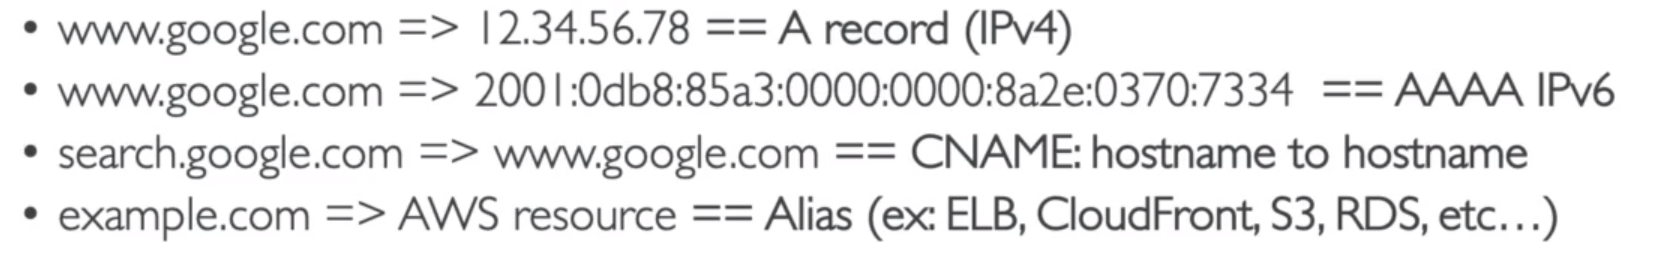 • www.google.com => 12.34.56.78 == A record (IPv4)
• www.google.com => 2001:0db8:85a3:0000:0000:8a2e:0370:7334 == AAAA IPv6
• search.google.com => www.google.com == CNAME: hostname to hostname
• example.com => AWS resource == Alias (ex: ELB, CloudFront, S3, RDS, etc…)